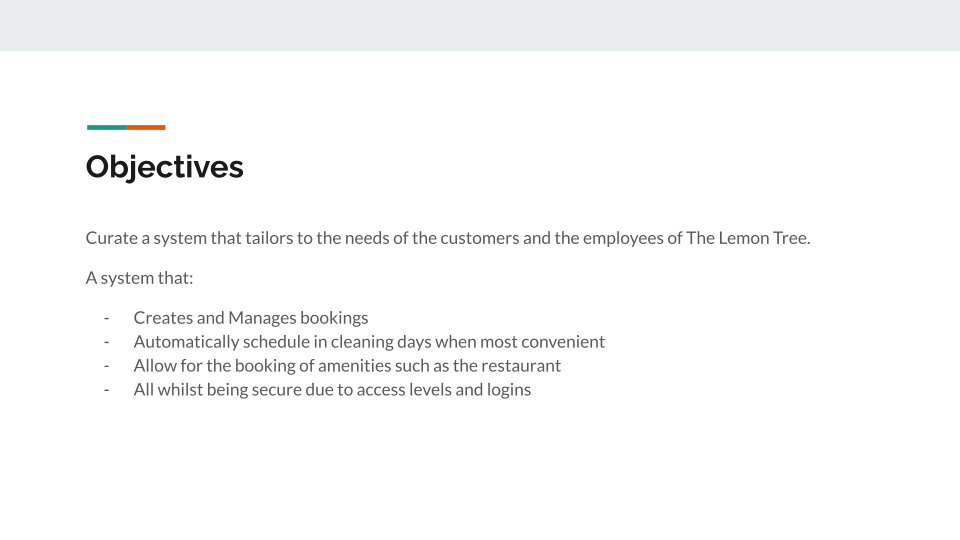 Objectives
Curate a system that tailors to the needs of the customers and the employees of The Lemon Tree.
A system that:
- Creates and Manages bookings
- Automatically schedule in cleaning days when most convenient
- Allow for the booking of amenities such as the restaurant
- All whilst being secure due to access levels and logins